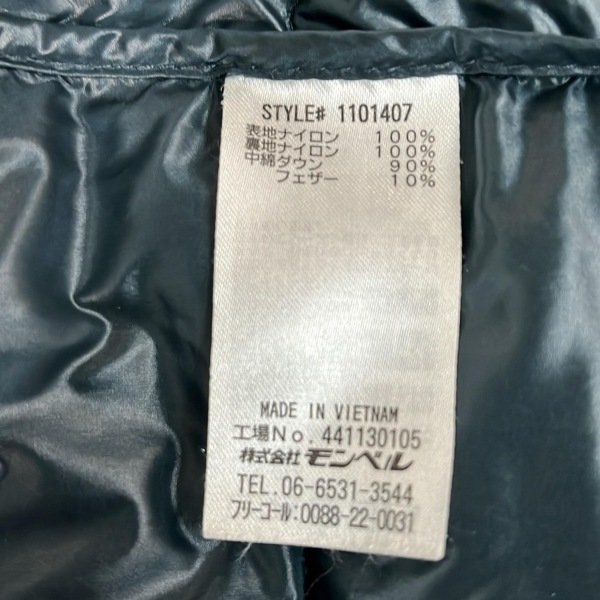 STYLE# 1101407
表地ナイロン 100%
裏地ナイロン 100%
中綿ダウン 90%
フェザー 10%
MADE IN VIETNAM
工場No. 441130105
株式会社モンベル
TEL. 06-6531-3544
フリーコール:0088-22-0031